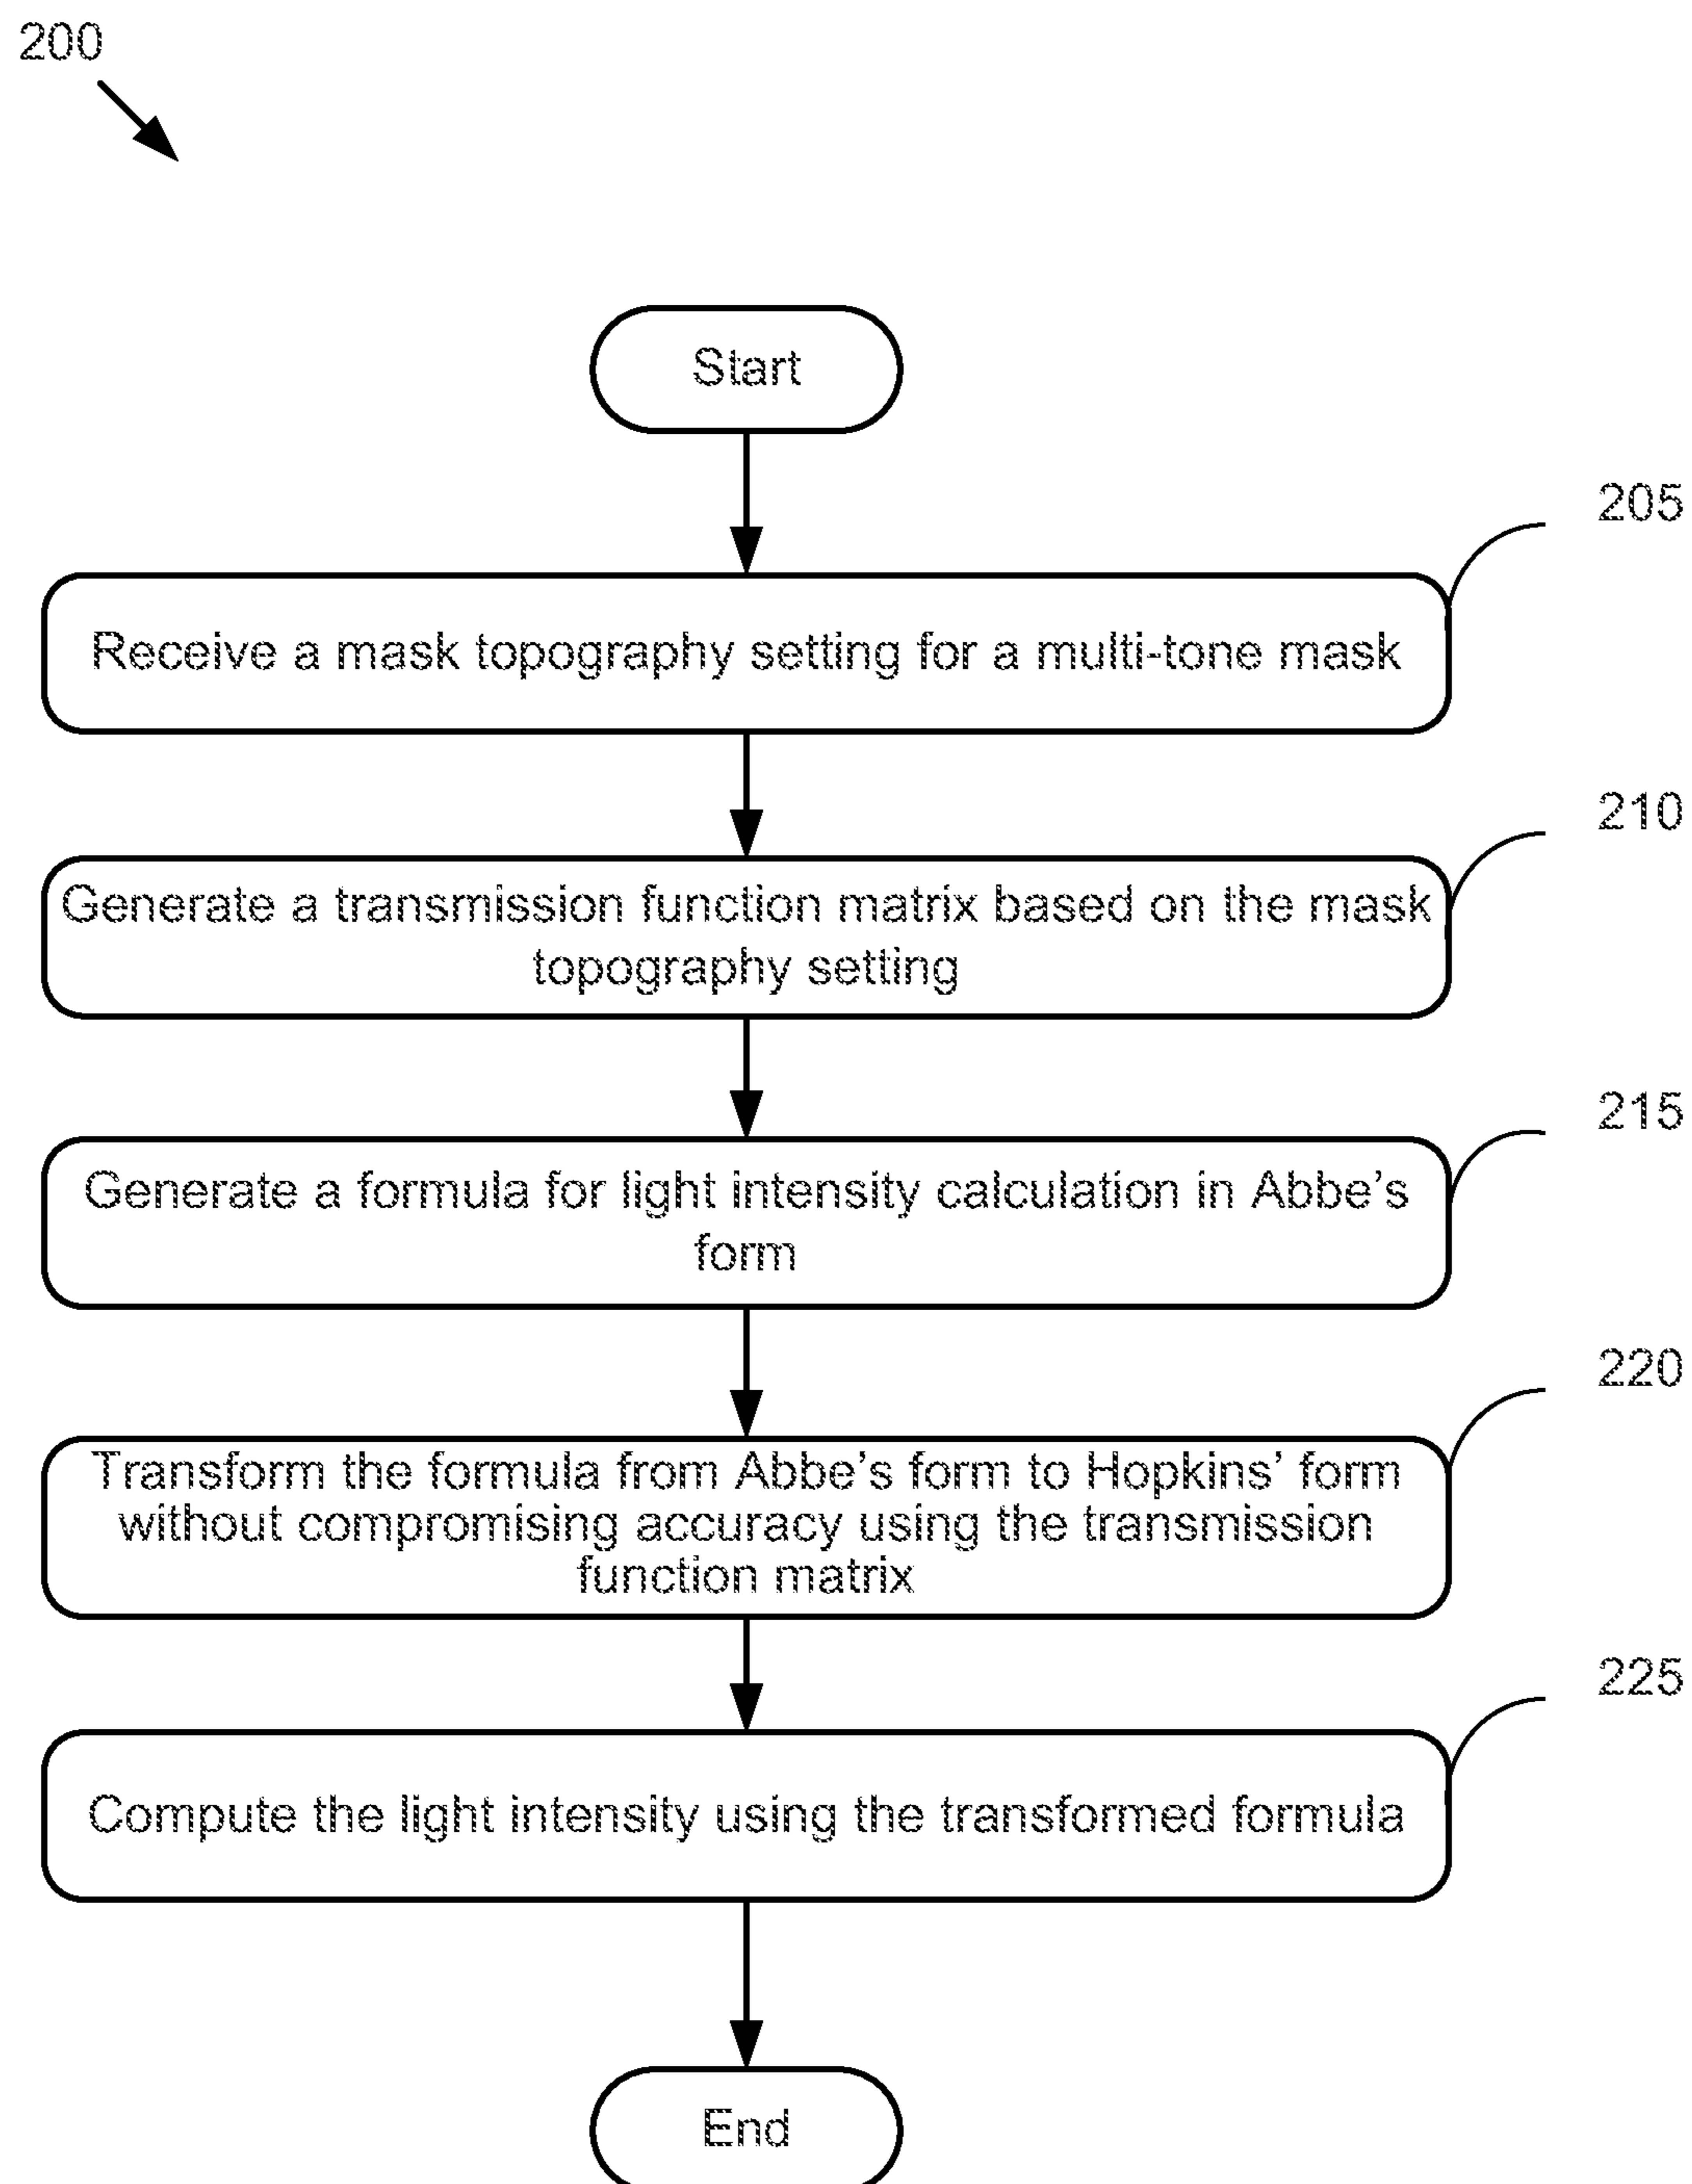 200
Start
205
Receive a mask topography setting for a multi-tone mask
210
Generate a transmission function matrix based on the mask
topography setting
215
Generate a formula for light intensity calculation in Abbe’s
form
220
Transform the formula from Abbe’s form to Hopkins’ form
without compromising accuracy using the transmission
function matrix
225
Compute the light intensity using the transformed formula
End